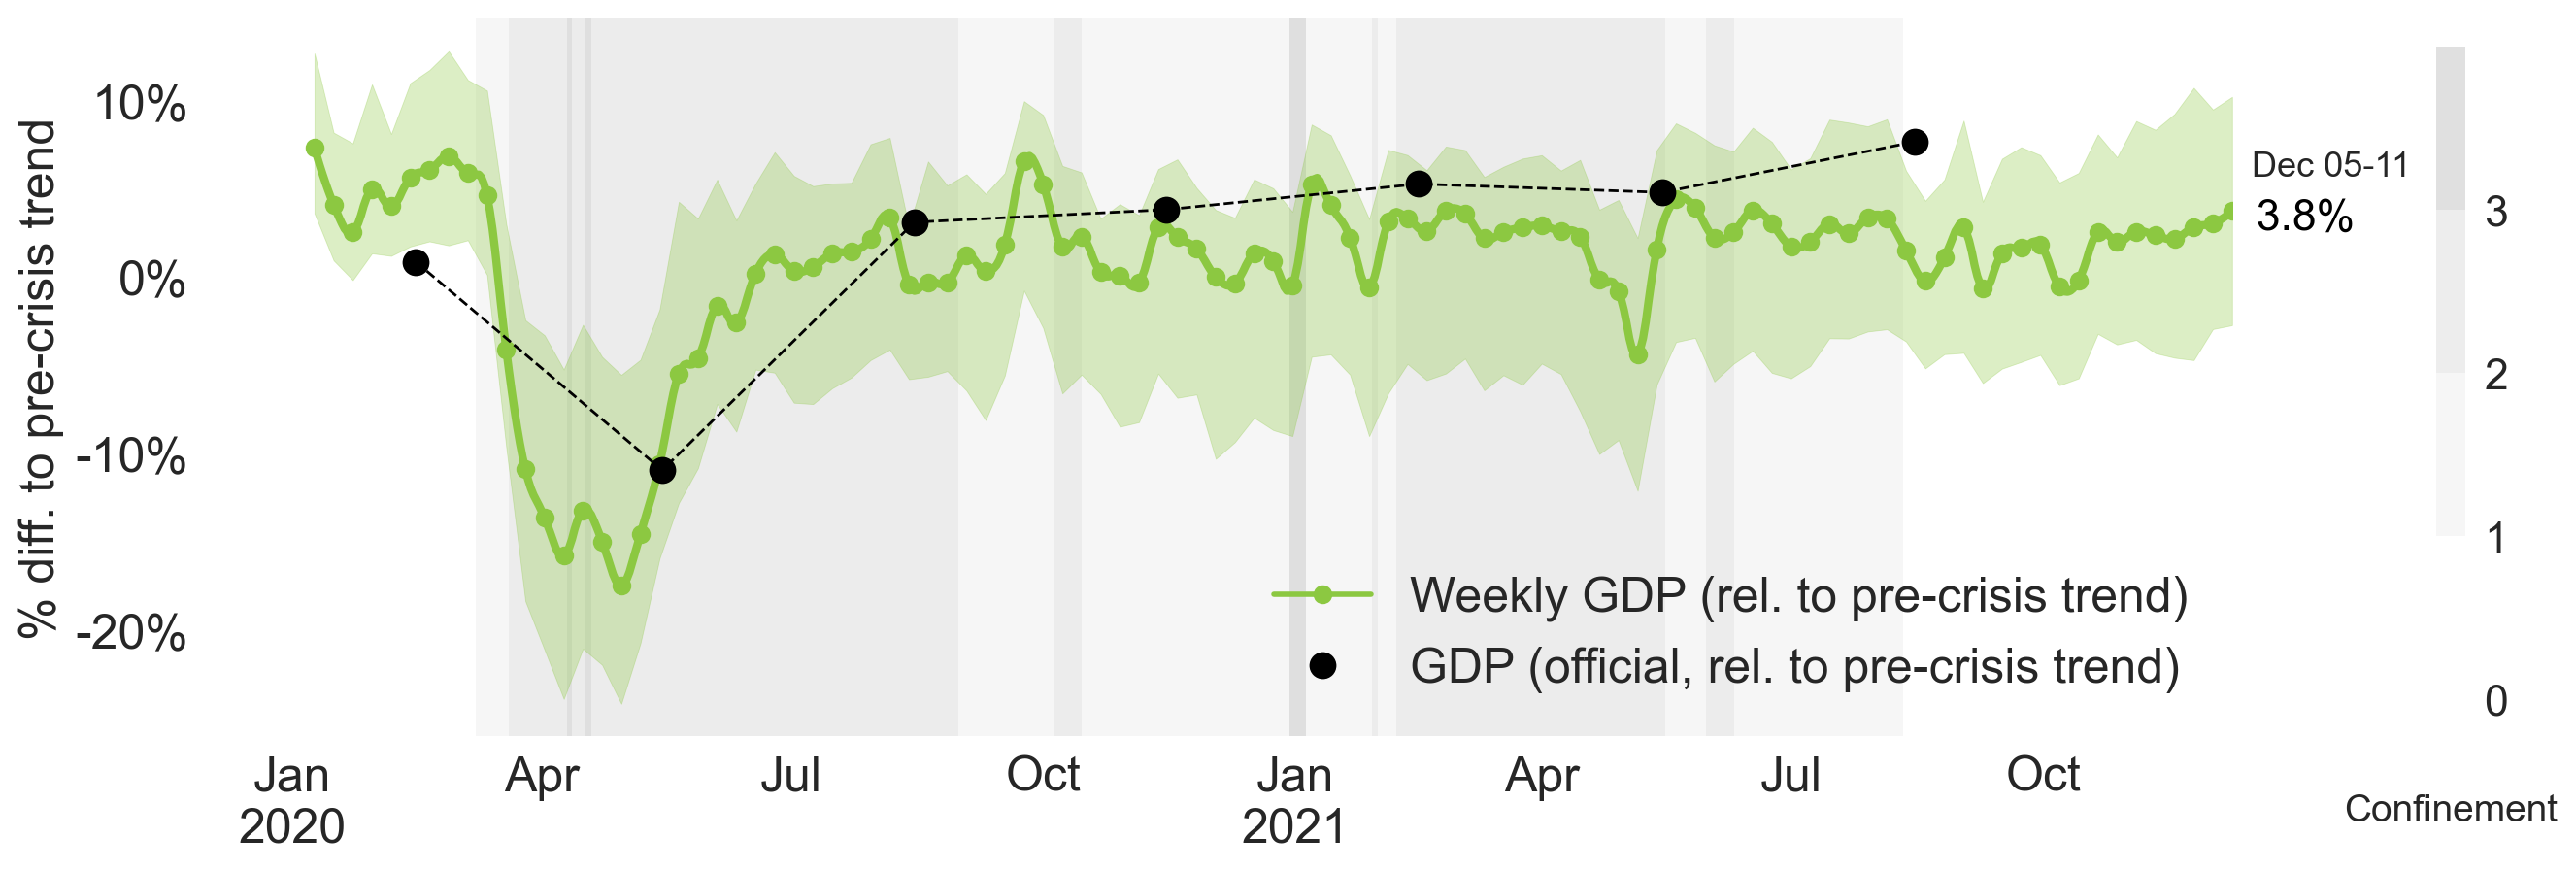 % diff. to pre-crisis trend
10%
0%
-10%
-20%
Jan
2020
Apr
Jul
Oct
Jan
2021
Apr
Jul
Oct
Weekly GDP (rel. to pre-crisis trend)
GDP (official, rel. to pre-crisis trend)
Dec 05-11
3.8%
3
2
1
0
Confinement